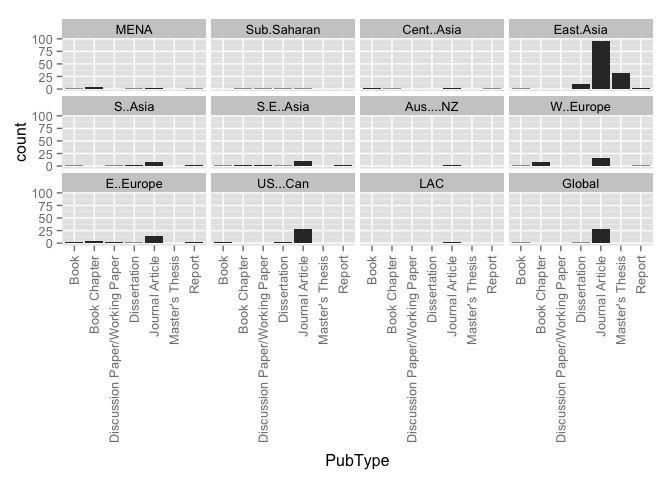 MENA Sub.Saharan Cent..Asia East.Asia
100
75
50
25
0
S..Asia S.E..Asia Aus....NZ W..Europe
100
75
50
25
0
E..Europe US...Can LAC Global
100
75
50
25
0
count
Book
Book Chapter
Discussion Paper/Working Paper
Dissertation
Journal Article
Master's Thesis
Report
Book
Book Chapter
Discussion Paper/Working Paper
Dissertation
Journal Article
Master's Thesis
Report
Book
Book Chapter
Discussion Paper/Working Paper
Dissertation
Journal Article
Master's Thesis
Report
Book
Book Chapter
Discussion Paper/Working Paper
Dissertation
Journal Article
Master's Thesis
Report
PubType